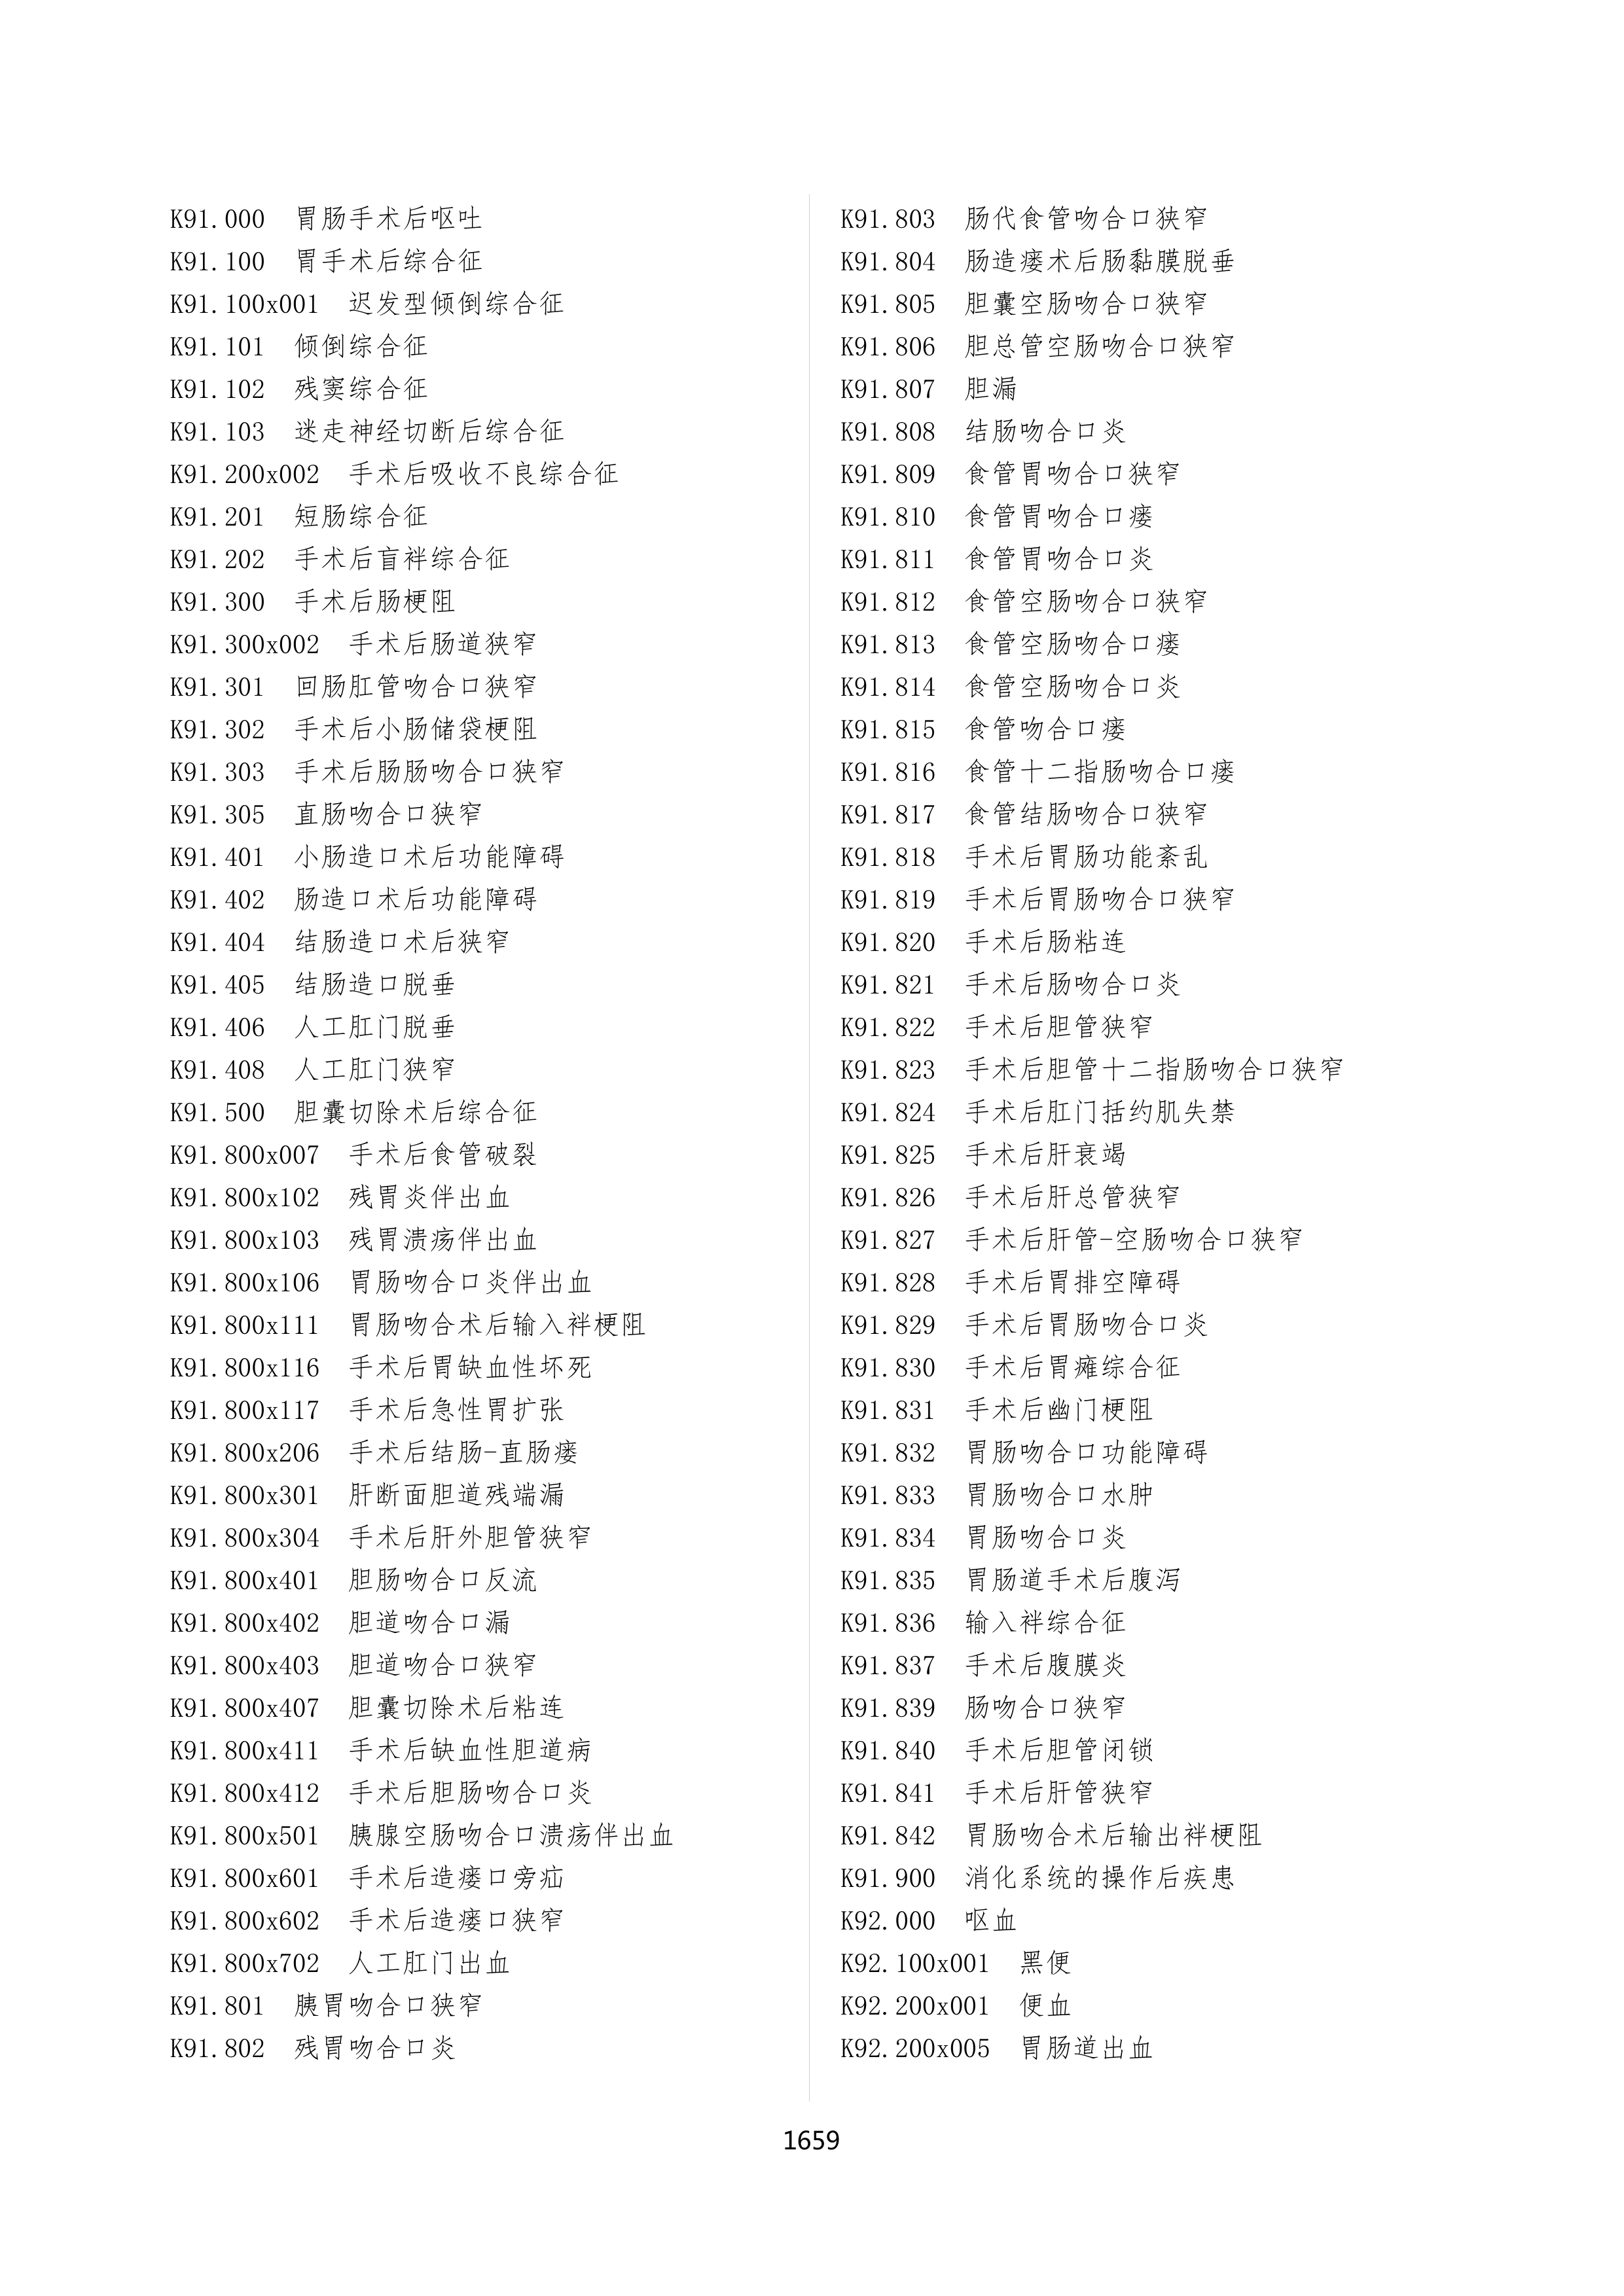 K91.000 胃肠手术后呕吐
K91.100 胃手术后综合征
K91.100x001 迟发型倾倒综合征
K91.101 倾倒综合征
K91.102 残窦综合征
K91.103 迷走神经切断后综合征
K91.200x002 手术后吸收不良综合征
K91.201 短肠综合征
K91.202 手术后盲袢综合征
K91.300 手术后肠梗阻
K91.300x002 手术后肠道狭窄
K91.301 回肠肛管吻合口狭窄
K91.302 手术后小肠储袋梗阻
K91.303 手术后肠肠吻合口狭窄
K91.305 直肠吻合口狭窄
K91.401 小肠造口术后功能障碍
K91.402 肠造口术后功能障碍
K91.404 结肠造口术后狭窄
K91.405 结肠造口脱垂
K91.406 人工肛门脱垂
K91.408 人工肛门狭窄
K91.500 胆囊切除术后综合征
K91.800x007 手术后食管破裂
K91.800x102 残胃炎伴出血
K91.800x103 残胃溃疡伴出血
K91.800x106 胃肠吻合口炎伴出血
K91.800x111 胃肠吻合术后输入袢梗阻
K91.800x116 手术后胃缺血性坏死
K91.800x117 手术后急性胃扩张
K91.800x206 手术后结肠-直肠瘘
K91.800x301 肝断面胆道残端漏
K91.800x304 手术后肝外胆管狭窄
K91.800x401 胆肠吻合口反流
K91.800x402 胆道吻合口漏
K91.800x403 胆道吻合口狭窄
K91.800x407 胆囊切除术后粘连
K91.800x411 手术后缺血性胆道病
K91.800x412 手术后胆肠吻合口炎
K91.800x501 胰腺空肠吻合口溃疡伴出血
K91.800x601 手术后造瘘口旁疝
K91.800x602 手术后造瘘口狭窄
K91.800x702 人工肛门出血
K91.801 胰胃吻合口狭窄
K91.802 残胃吻合口炎
K91.803 肠代食管吻合口狭窄
K91.804 肠造瘘术后肠黏膜脱垂
K91.805 胆囊空肠吻合口狭窄
K91.806 胆总管空肠吻合口狭窄
K91.807 胆漏
K91.808 结肠吻合口炎
K91.809 食管胃吻合口狭窄
K91.810 食管胃吻合口瘘
K91.811 食管胃吻合口炎
K91.812 食管空肠吻合口狭窄
K91.813 食管空肠吻合口瘘
K91.814 食管空肠吻合口炎
K91.815 食管吻合口瘘
K91.816 食管十二指肠吻合口瘘
K91.817 食管结肠吻合口狭窄
K91.818 手术后胃肠功能紊乱
K91.819 手术后胃肠吻合口狭窄
K91.820 手术后肠粘连
K91.821 手术后肠吻合口炎
K91.822 手术后胆管狭窄
K91.823 手术后胆管十二指肠吻合口狭窄
K91.824 手术后肛门括约肌失禁
K91.825 手术后肝衰竭
K91.826 手术后肝总管狭窄
K91.827 手术后肝管-空肠吻合口狭窄
K91.828 手术后胃排空障碍
K91.829 手术后胃肠吻合口炎
K91.830 手术后胃瘫综合征
K91.831 手术后幽门梗阻
K91.832 胃肠吻合口功能障碍
K91.833 胃肠吻合口水肿
K91.834 胃肠吻合口炎
K91.835 胃肠道手术后腹泻
K91.836 输入袢综合征
K91.837 手术后腹膜炎
K91.839 肠吻合口狭窄
K91.840 手术后胆管闭锁
K91.841 手术后肝管狭窄
K91.842 胃肠吻合术后输出袢梗阻
K91.900 消化系统的操作后疾患
K92.000 呕血
K92.100x001 黑便
K92.200x001 便血
K92.200x005 胃肠道出血
1659